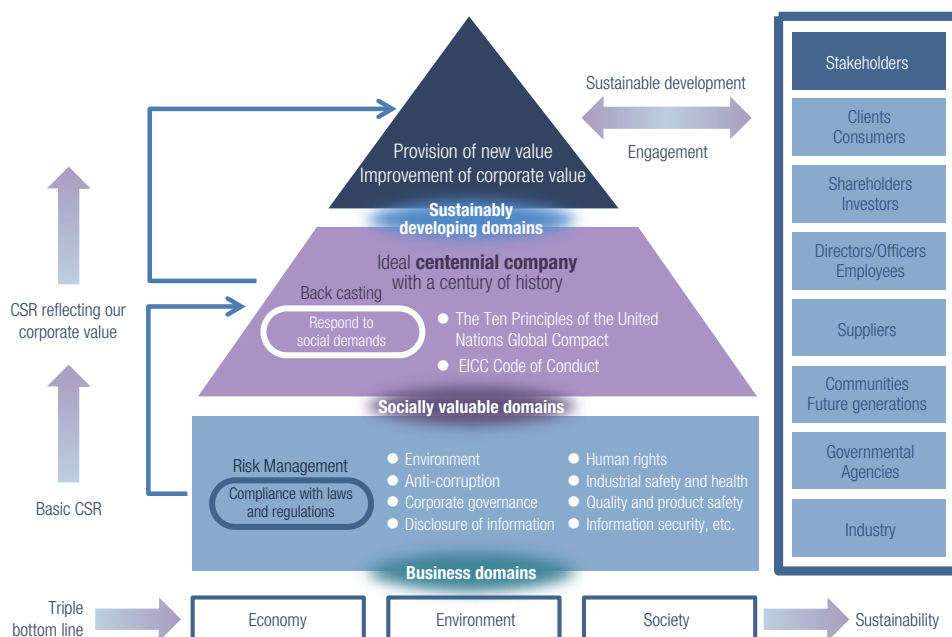 Provision of new value
Improvement of corporate value
Sustainably
developing domains
Sustainable development
Engagement
CSR reflecting our
corporate value
Basic CSR
Ideal centennial company
with a century of history
Back casting
Respond to
social demands
● The Ten Principles of the United
Nations Global Compact
● EICC Code of Conduct
Socially valuable domains
Risk Management
Compliance with laws
and regulations
● Environment
● Anti-corruption
● Corporate governance
● Disclosure of information
● Human rights
● Industrial safety and health
● Quality and product safety
● Information security, etc.
Business domains
Triple
bottom line
Economy
Environment
Society
Sustainability
Stakeholders
Clients
Consumers
Shareholders
Investors
Directors/Officers
Employees
Suppliers
Communities
Future generations
Governmental
Agencies
Industry